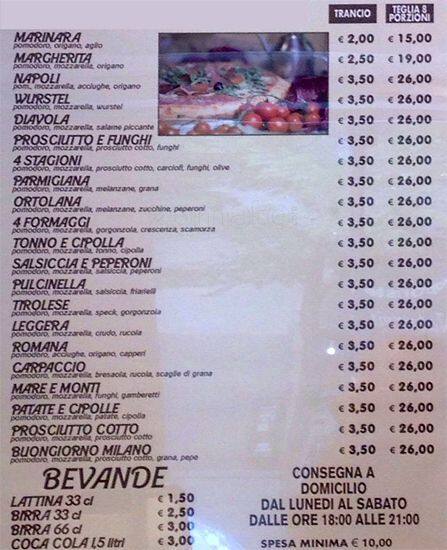 TRANCIO TEGLIA 8 PORZIONI
MARINARA € 2,00 € 15,00
pomodoro, origano, aglio
MARGHERITA € 2,50 € 19,00
pomodoro, mozzarella, origano
NAPOLI € 3,50 € 26,00
pom., mozzarella, acciughe, origano
WURSTEL € 3,50 € 26,00
pomodoro, mozzarella, wurstel
DIAVOLA € 3,50 € 26,00
pomodoro, mozzarella, salame piccante
PROSCIUTTO E FUNGHI € 3,50 € 26,00
pomodoro, mozzarella, prosciutto cotto, funghi
4 STAGIONI € 3,50 € 26,00
pomodoro, mozzarella, prosciutto cotto, carciofi, funghi, olive
PARMIGIANA € 3,50 € 26,00
pomodoro, mozzarella, melanzane, grana
ORTOLANA € 3,50 € 26,00
pomodoro, mozzarella, melanzane, zucchine, peperoni
4 FORMAGGI € 3,50 € 26,00
pomodoro, mozzarella, gorgonzola, crescenza, scamorza
TONNO E CIPOLLA € 3,50 € 26,00
pomodoro, mozzarella, tonno, cipolla
SALSICCIA E PEPERONI € 3,50 € 26,00
pomodoro, mozzarella, salsiccia, peperoni
PULCINELLA € 3,50 € 26,00
pomodoro, mozzarella, salsiccia, friarielli
TIROLESE € 3,50 € 26,00
pomodoro, mozzarella, speck, gorgonzola
LEGGERA € 3,50 € 26,00
pomodoro, mozzarella, crudo, rucola
ROMANA € 3,50 € 26,00
pomodoro, acciughe, origano, capperi
CARPACCIO € 3,50 € 26,00
pomodoro, mozzarella, bresaola, rucola, scaglie di grana
MARE E MONTI € 3,50 € 26,00
pomodoro, mozzarella, funghi, gamberetti
PATATE E CIPOLLE € 3,50 € 26,00
pomodoro, mozzarella, patate, cipolla
PROSCIUTTO COTTO € 3,50 € 26,00
pomodoro, mozzarella, prosciutto cotto
BUONGIORNO MILANO € 3,50 € 26,00
pomodoro, mozzarella, prosciutto cotto, grana, pepe
BEVANDE
LATTINA 33 cl € 1,50
BIRRA 33 cl € 2,50
BIRRA 66 cl € 3,00
COCA COLA 1,5 litri € 3,00
CONSEGNA A
DOMICILIO
DAL LUNEDI AL SABATO
DALLE ORE 18:00 ALLE 21:00
SPESA MINIMA € 10,00